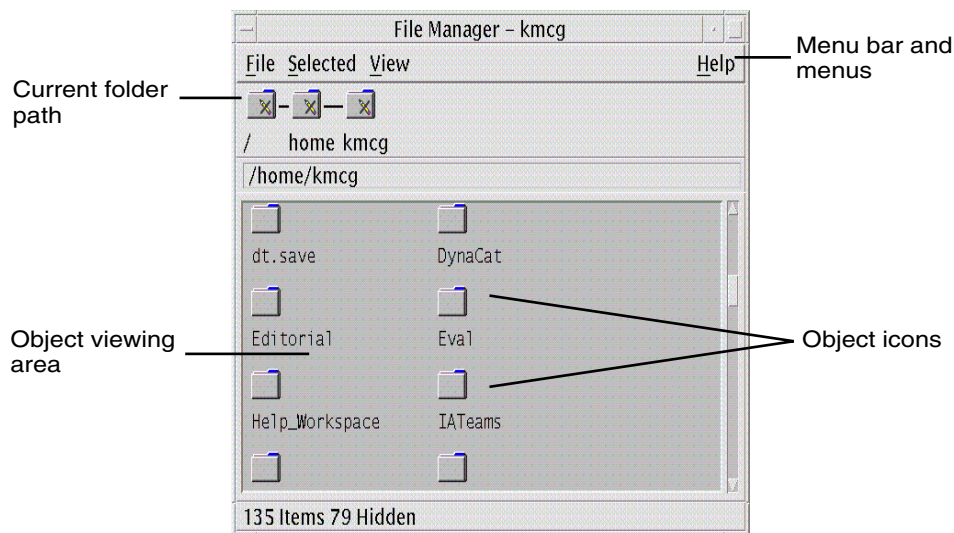 File Manager – kmcg
File Selected View Help
Menu bar and
menus
Current folder
path
/ home kmcg
/home/kmcg
dt.save DynaCat
Editorial Eval
Object viewing
area
Object icons
Help_Workspace IATeams
135 Items 79 Hidden